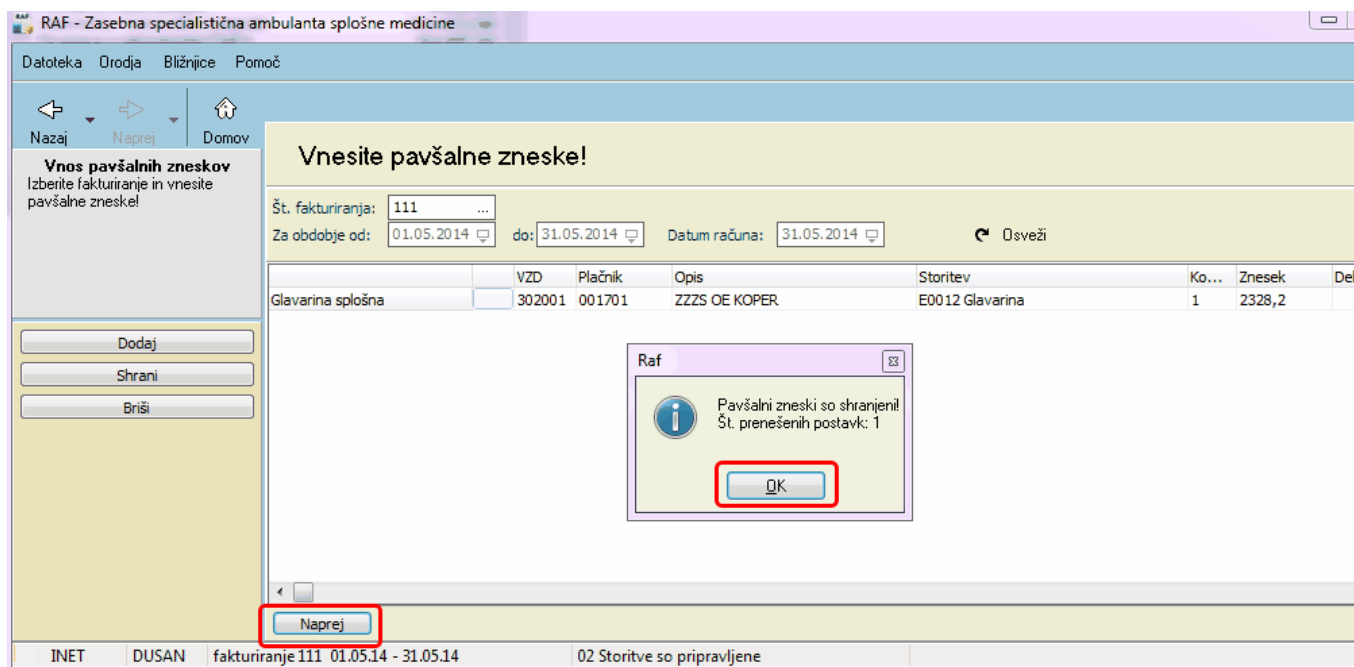 RAF - Zasebna specialistična ambulanta splošne medicine
Datoteka Orodja Bližnjice Pomoč
Nazaj Naprej Domov
Vnos pavšalnih zneskov
Izberite fakturiranje in vnesite
pavšalne zneske!
Vnesite pavšalne zneske!
Št. fakturiranja: 111 ...
Za obdobje od: 01.05.2014 do: 31.05.2014 Datum računa: 31.05.2014 Osveži
VZD Plačnik Opis Storitev Ko... Znesek Del
Glavarina splošna 302001 001701 ZZZS OE KOPER E0012 Glavarina 1 2328,2
Dodaj
Shrani
Briši
Raf
Pavšalni zneski so shranjeni!
Št. prenešenih postavk: 1
OK
Naprej
INET DUSAN fakturiranje 111 01.05.14 - 31.05.14 02 Storitve so pripravljene